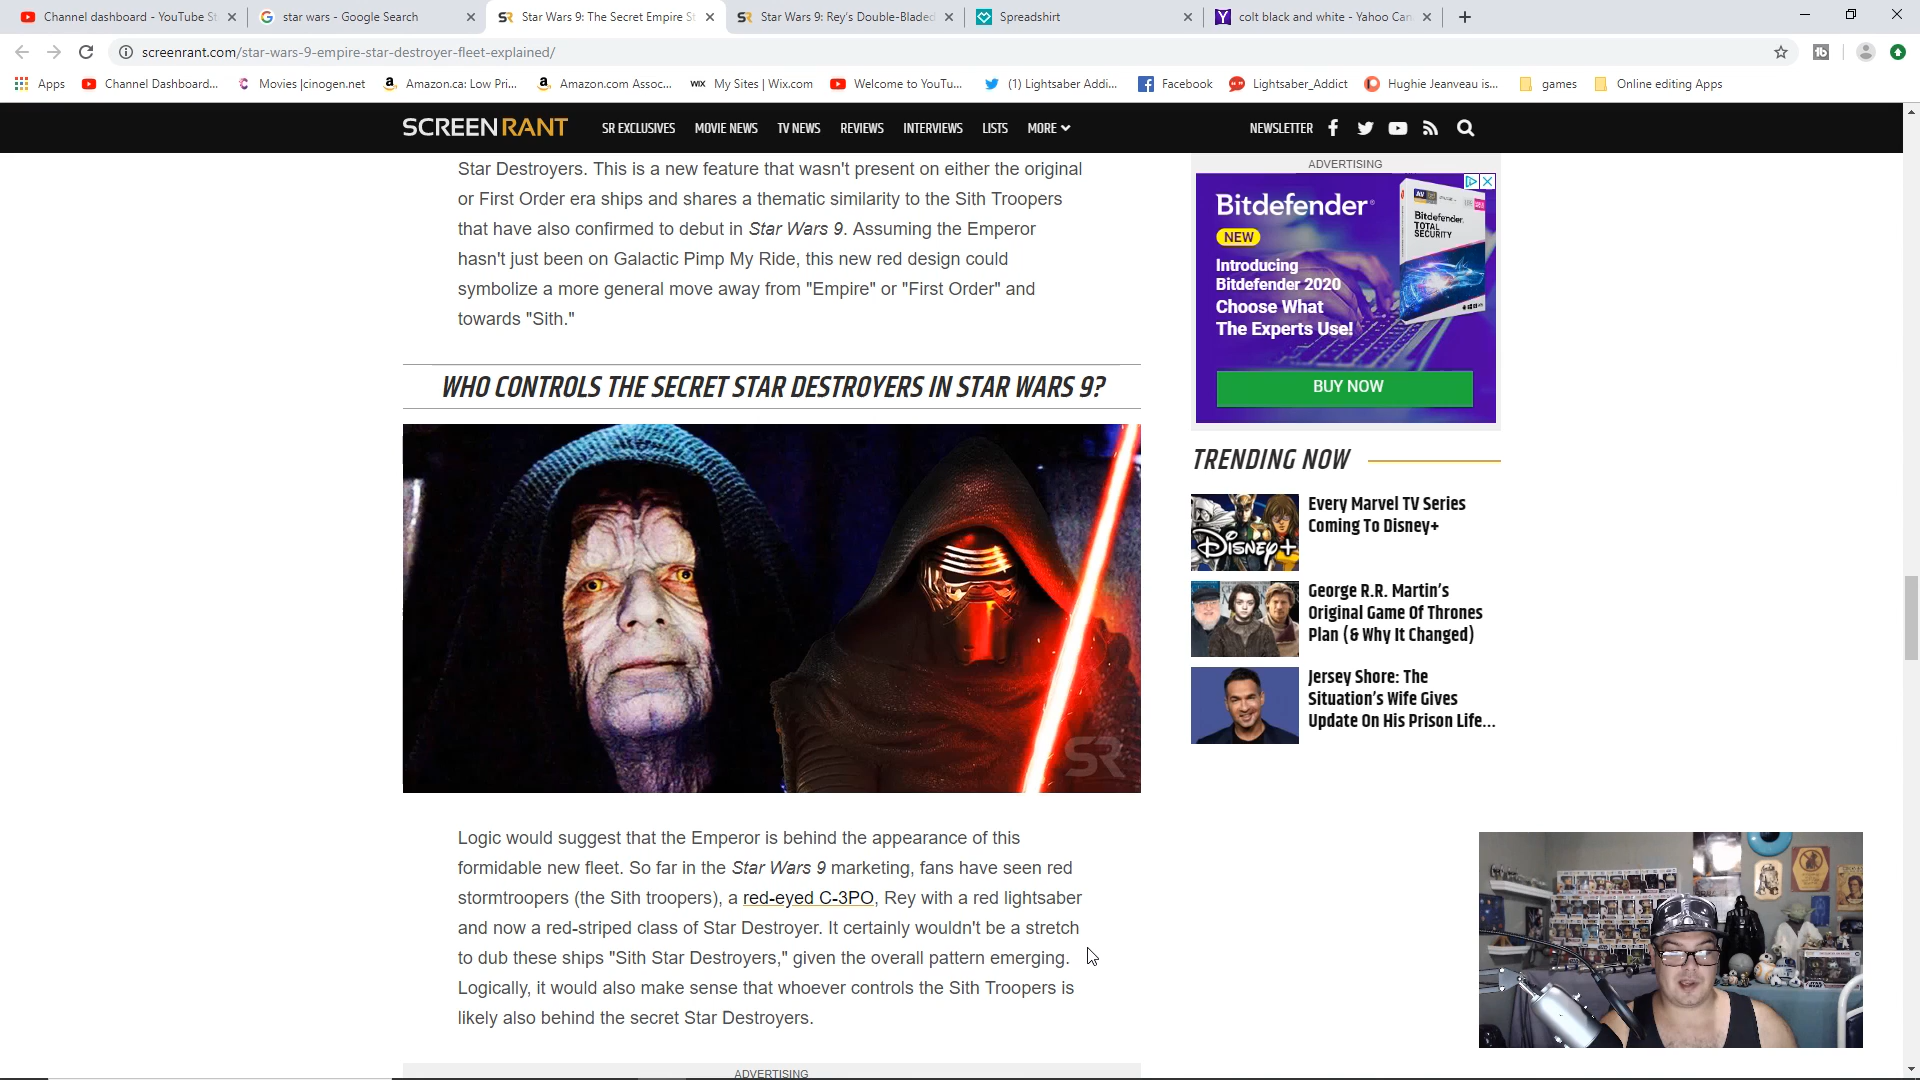 Channel dashboard - YouTube St
star wars - Google Search
Star Wars 9: The Secret Empire St
Star Wars 9: Rey's Double-Bladed
Spreadshirt
colt black and white - Yahoo Can
screenrant.com/star-wars-9-empire-star-destroyer-fleet-explained/
Apps
Channel Dashboard...
Movies |cinogen.net
Amazon.ca: Low Pri...
Amazon.com Assoc...
WIX My Sites | Wix.com
Welcome to YouTu...
(1) Lightsaber Addi...
Facebook
Lightsaber_Addict
Hughie Jeanveau is...
games
Online editing Apps
SCREENRANT
SR EXCLUSIVES
MOVIE NEWS
TV NEWS
REVIEWS
INTERVIEWS
LISTS
MORE
NEWSLETTER
Star Destroyers. This is a new feature that wasn't present on either the original
or First Order era ships and shares a thematic similarity to the Sith Troopers
that have also confirmed to debut in Star Wars 9. Assuming the Emperor
hasn't just been on Galactic Pimp My Ride, this new red design could
symbolize a more general move away from "Empire" or "First Order" and
towards "Sith."
WHO CONTROLS THE SECRET STAR DESTROYERS IN STAR WARS 9?
SR
Logic would suggest that the Emperor is behind the appearance of this
formidable new fleet. So far in the Star Wars 9 marketing, fans have seen red
stormtroopers (the Sith troopers), a red-eyed C-3PO, Rey with a red lightsaber
and now a red-striped class of Star Destroyer. It certainly wouldn't be a stretch
to dub these ships "Sith Star Destroyers," given the overall pattern emerging.
Logically, it would also make sense that whoever controls the Sith Troopers is
likely also behind the secret Star Destroyers.
ADVERTISING
ADVERTISING
Bitdefender
NEW
Introducing
Bitdefender 2020
Choose What
The Experts Use!
Bitdefender
TOTAL
SECURITY
BUY NOW
TRENDING NOW
Disney+
Every Marvel TV Series
Coming To Disney+
George R.R. Martin's
Original Game Of Thrones
Plan (& Why It Changed)
Jersey Shore: The
Situation's Wife Gives
Update On His Prison Life...